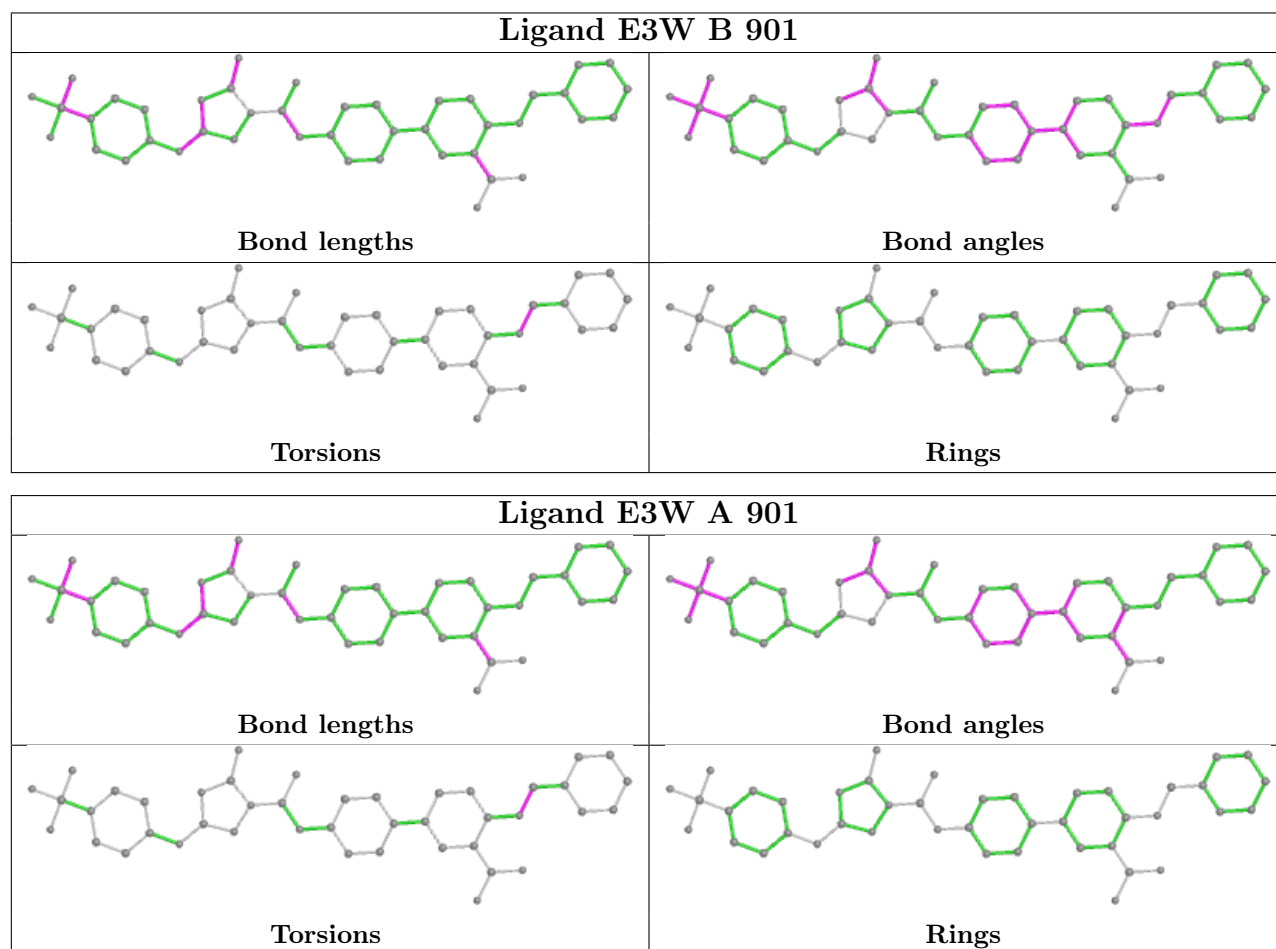 Ligand E3W B 901
Bond lengths
Bond angles
Torsions
Rings
Ligand E3W A 901
Bond lengths
Bond angles
Torsions
Rings